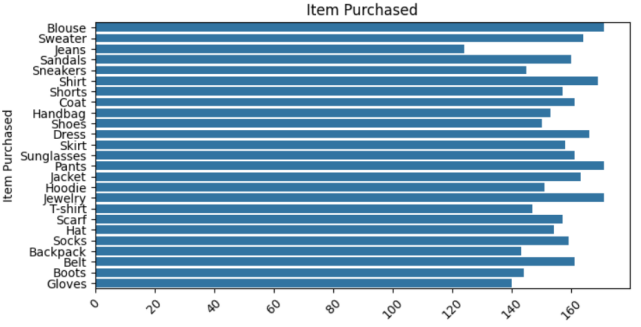 Item Purchased
Item Purchased
Blouse
Sweater
Jeans
Sandals
Sneakers
Shirt
Shorts
Coat
Handbag
Shoes
Dress
Skirt
Sunglasses
Pants
Jacket
Hoodie
Jewelry
T-shirt
Scarf
Hat
Socks
Backpack
Belt
Boots
Gloves
0 20 40 60 80 100 120 140 160